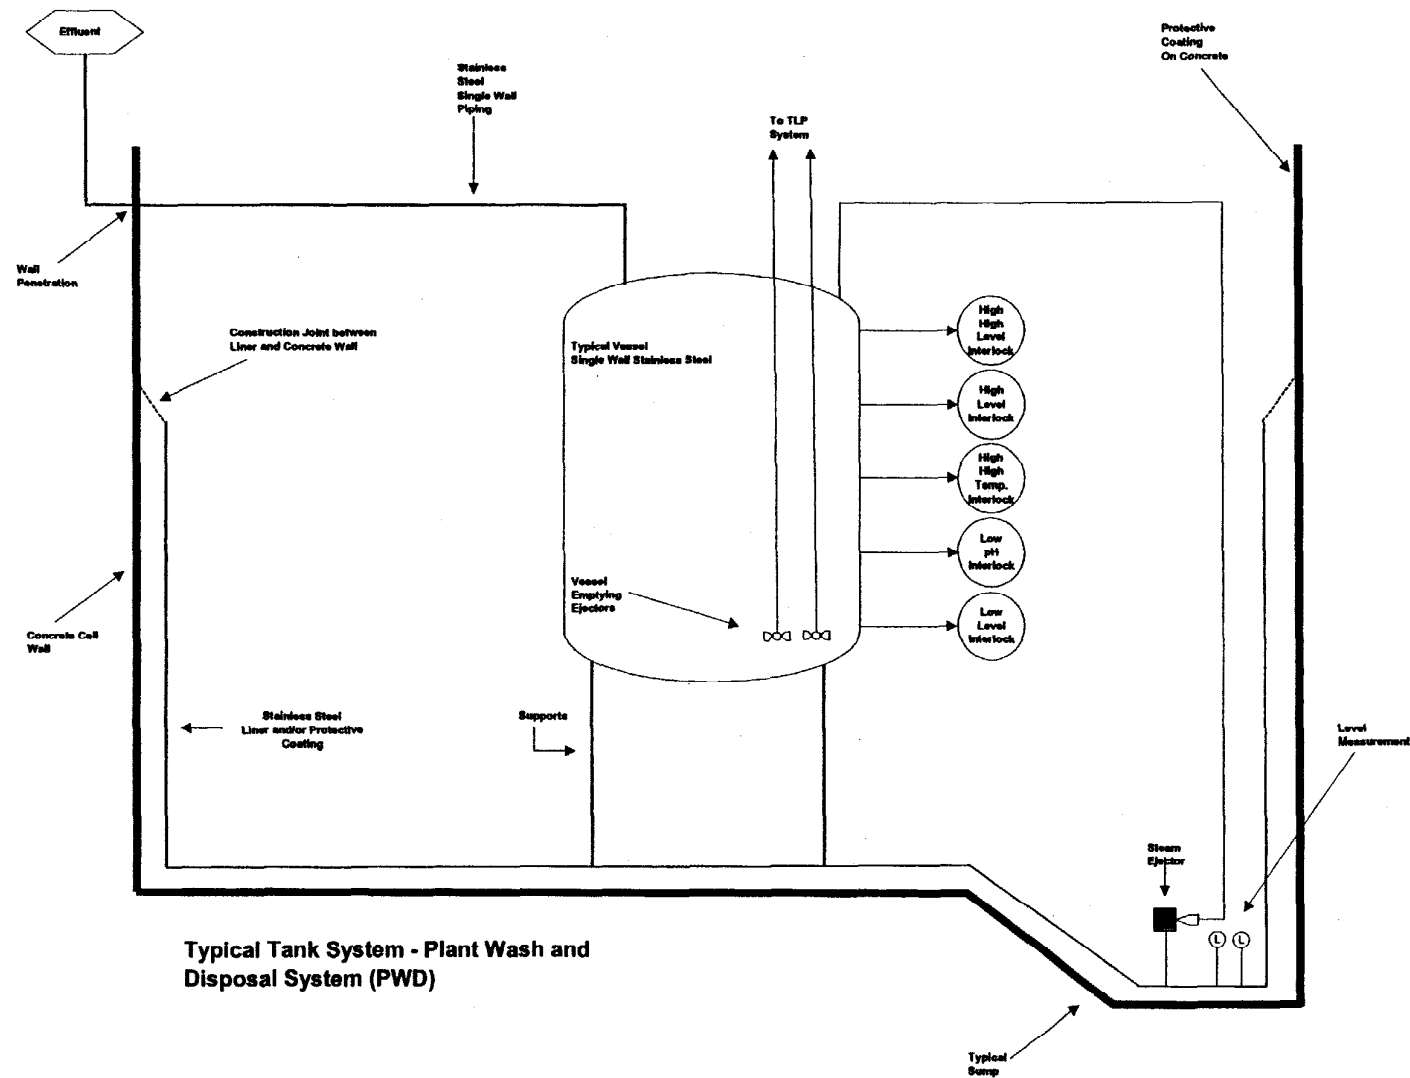 Effluent
Stainless
Steel
Single Wall
Piping
Protective
Coating
On Concrete
To TLP
System
Wall
Penetration
Construction Joint between
Liner and Concrete Wall
Typical Vessel
Single Wall Stainless Steel
High
High
Level
Interlock
High
Level
Interlock
High
High
Temp.
Interlock
Low
pH
Interlock
Low
Level
Interlock
Vessel
Emptying
Ejectors
Concrete Cell
Wall
Stainless Steel
Liner and/or Protective
Coating
Supports
Level
Measurement
Steam
Ejector
L
L
Typical Tank System - Plant Wash and
Disposal System (PWD)
Typical
Sump